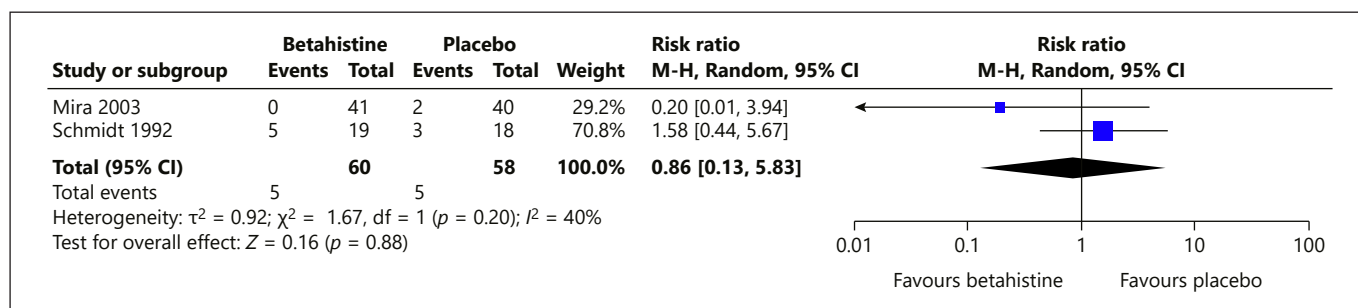 Betahistine Placebo Risk ratio Risk ratio
Study or subgroup Events Total Events Total Weight M-H, Random, 95% CI M-H, Random, 95% CI
Mira 2003 0 41 2 40 29.2% 0.20 [0.01, 3.94]
Schmidt 1992 5 19 3 18 70.8% 1.58 [0.44, 5.67]
Total (95% CI) 60 58 100.0% 0.86 [0.13, 5.83]
Total events 5 5
Heterogeneity: τ² = 0.92; χ² = 1.67, df = 1 (p = 0.20); I² = 40%
Test for overall effect: Z = 0.16 (p = 0.88)
0.01 0.1 1 10 100
Favours betahistine Favours placebo